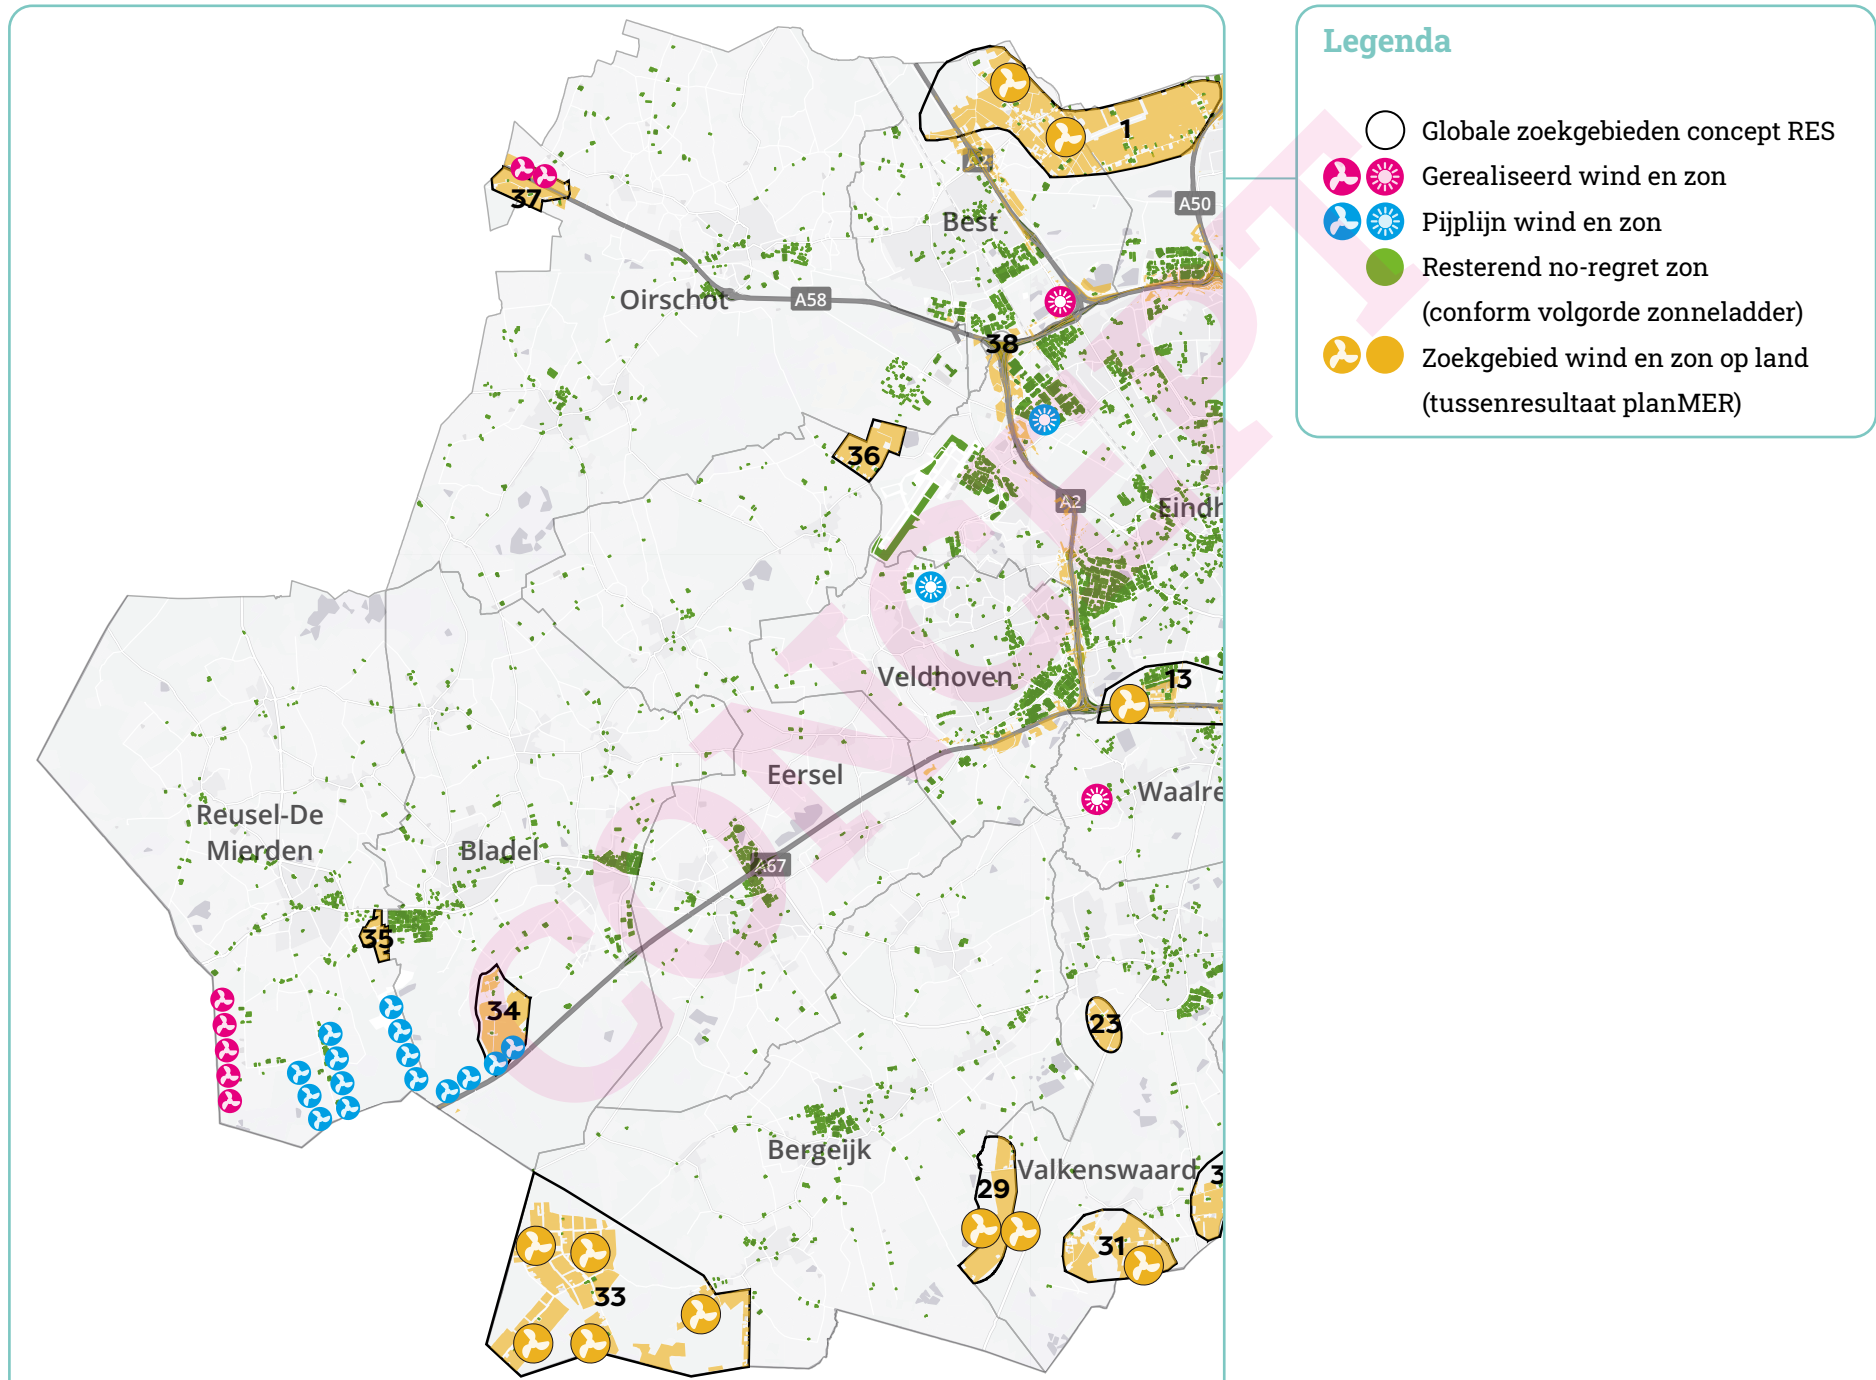 Legenda
Globale zoekgebieden concept RES
Gerealiseerd wind en zon
Pijplijn wind en zon
Resterend no-regret zon
(conform volgorde zonneladder)
Zoekgebied wind en zon op land
(tussenresultaat planMER)
1
A2
37
A50
Best
Oirschot
A58
38
36
A2
Eindh
Veldhoven
13
Eersel
Waalre
Reusel-De
Mierden
Bladel
A67
35
34
23
Bergeijk
Valkenswaard
29
3
31
33
CONCEPT